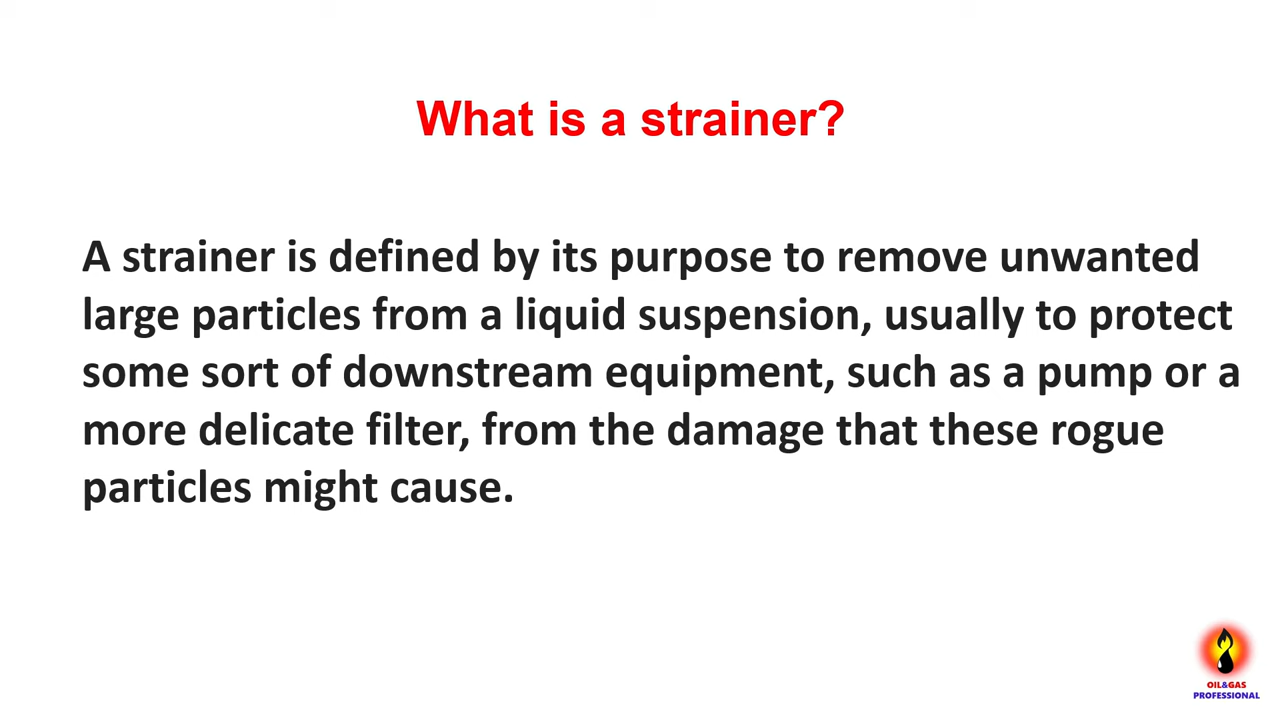 What is a strainer?
A strainer is defined by its purpose to remove unwanted
large particles from a liquid suspension, usually to protect
some sort of downstream equipment, such as a pump or a
more delicate filter, from the damage that these rogue
particles might cause.
OIL&GAS
PROFESSIONAL